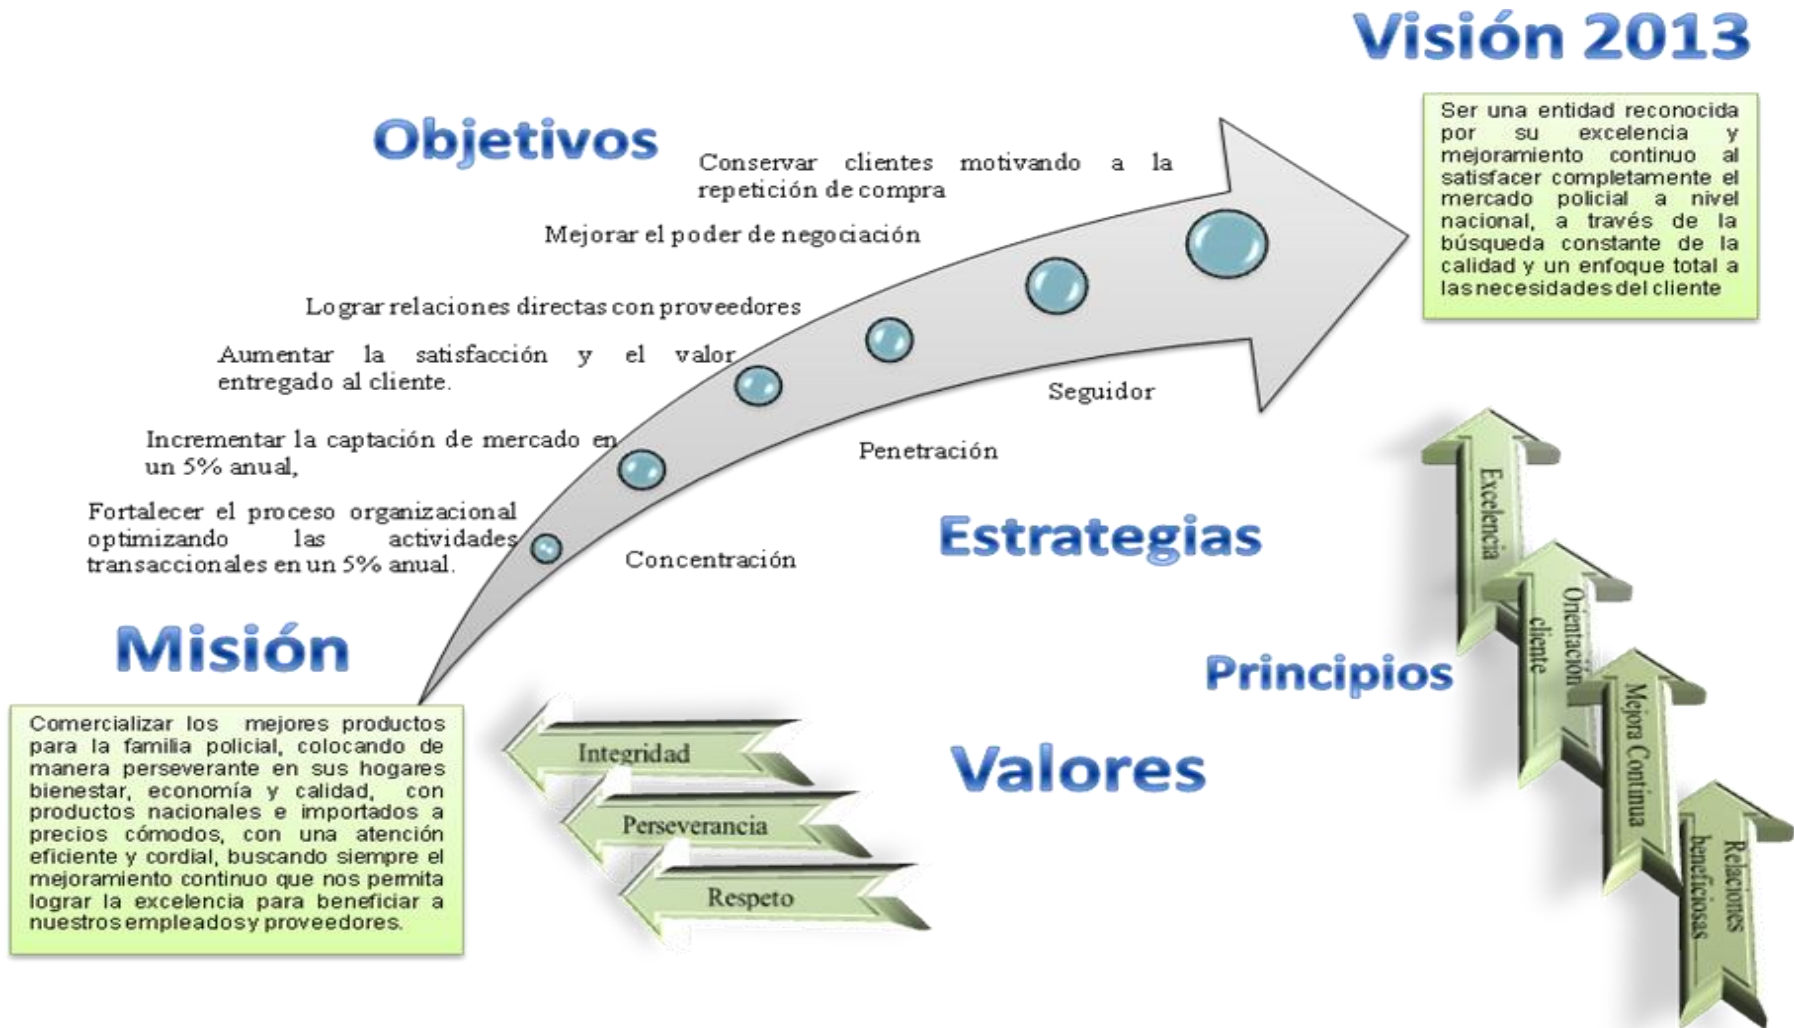 Visión 2013
Ser una entidad reconocida
por su excelencia y
mejoramiento continuo al
satisfacer completamente el
mercado policial a nivel
nacional, a través de la
búsqueda constante de la
calidad y un enfoque total a
las necesidades del cliente
Objetivos
Conservar clientes motivando a la
repetición de compra
Mejorar el poder de negociación
Lograr relaciones directas con proveedores
Aumentar la satisfacción y el valor
entregado al cliente.
Incrementar la captación de mercado en
un 5% anual,
Fortalecer el proceso organizacional
optimizando las actividades
transaccionales en un 5% anual.
Seguidor
Penetración
Concentración
Estrategias
Misión
Comercializar los mejores productos
para la familia policial, colocando de
manera perseverante en sus hogares
bienestar, economía y calidad, con
productos nacionales e importados a
precios cómodos, con una atención
eficiente y cordial, buscando siempre el
mejoramiento continuo que nos permita
lograr la excelencia para beneficiar a
nuestros empleados y proveedores.
Integridad
Perseverancia
Respeto
Valores
Principios
Excelencia
Orientación
cliente
Mejora Contínua
Relaciones
beneficiosas